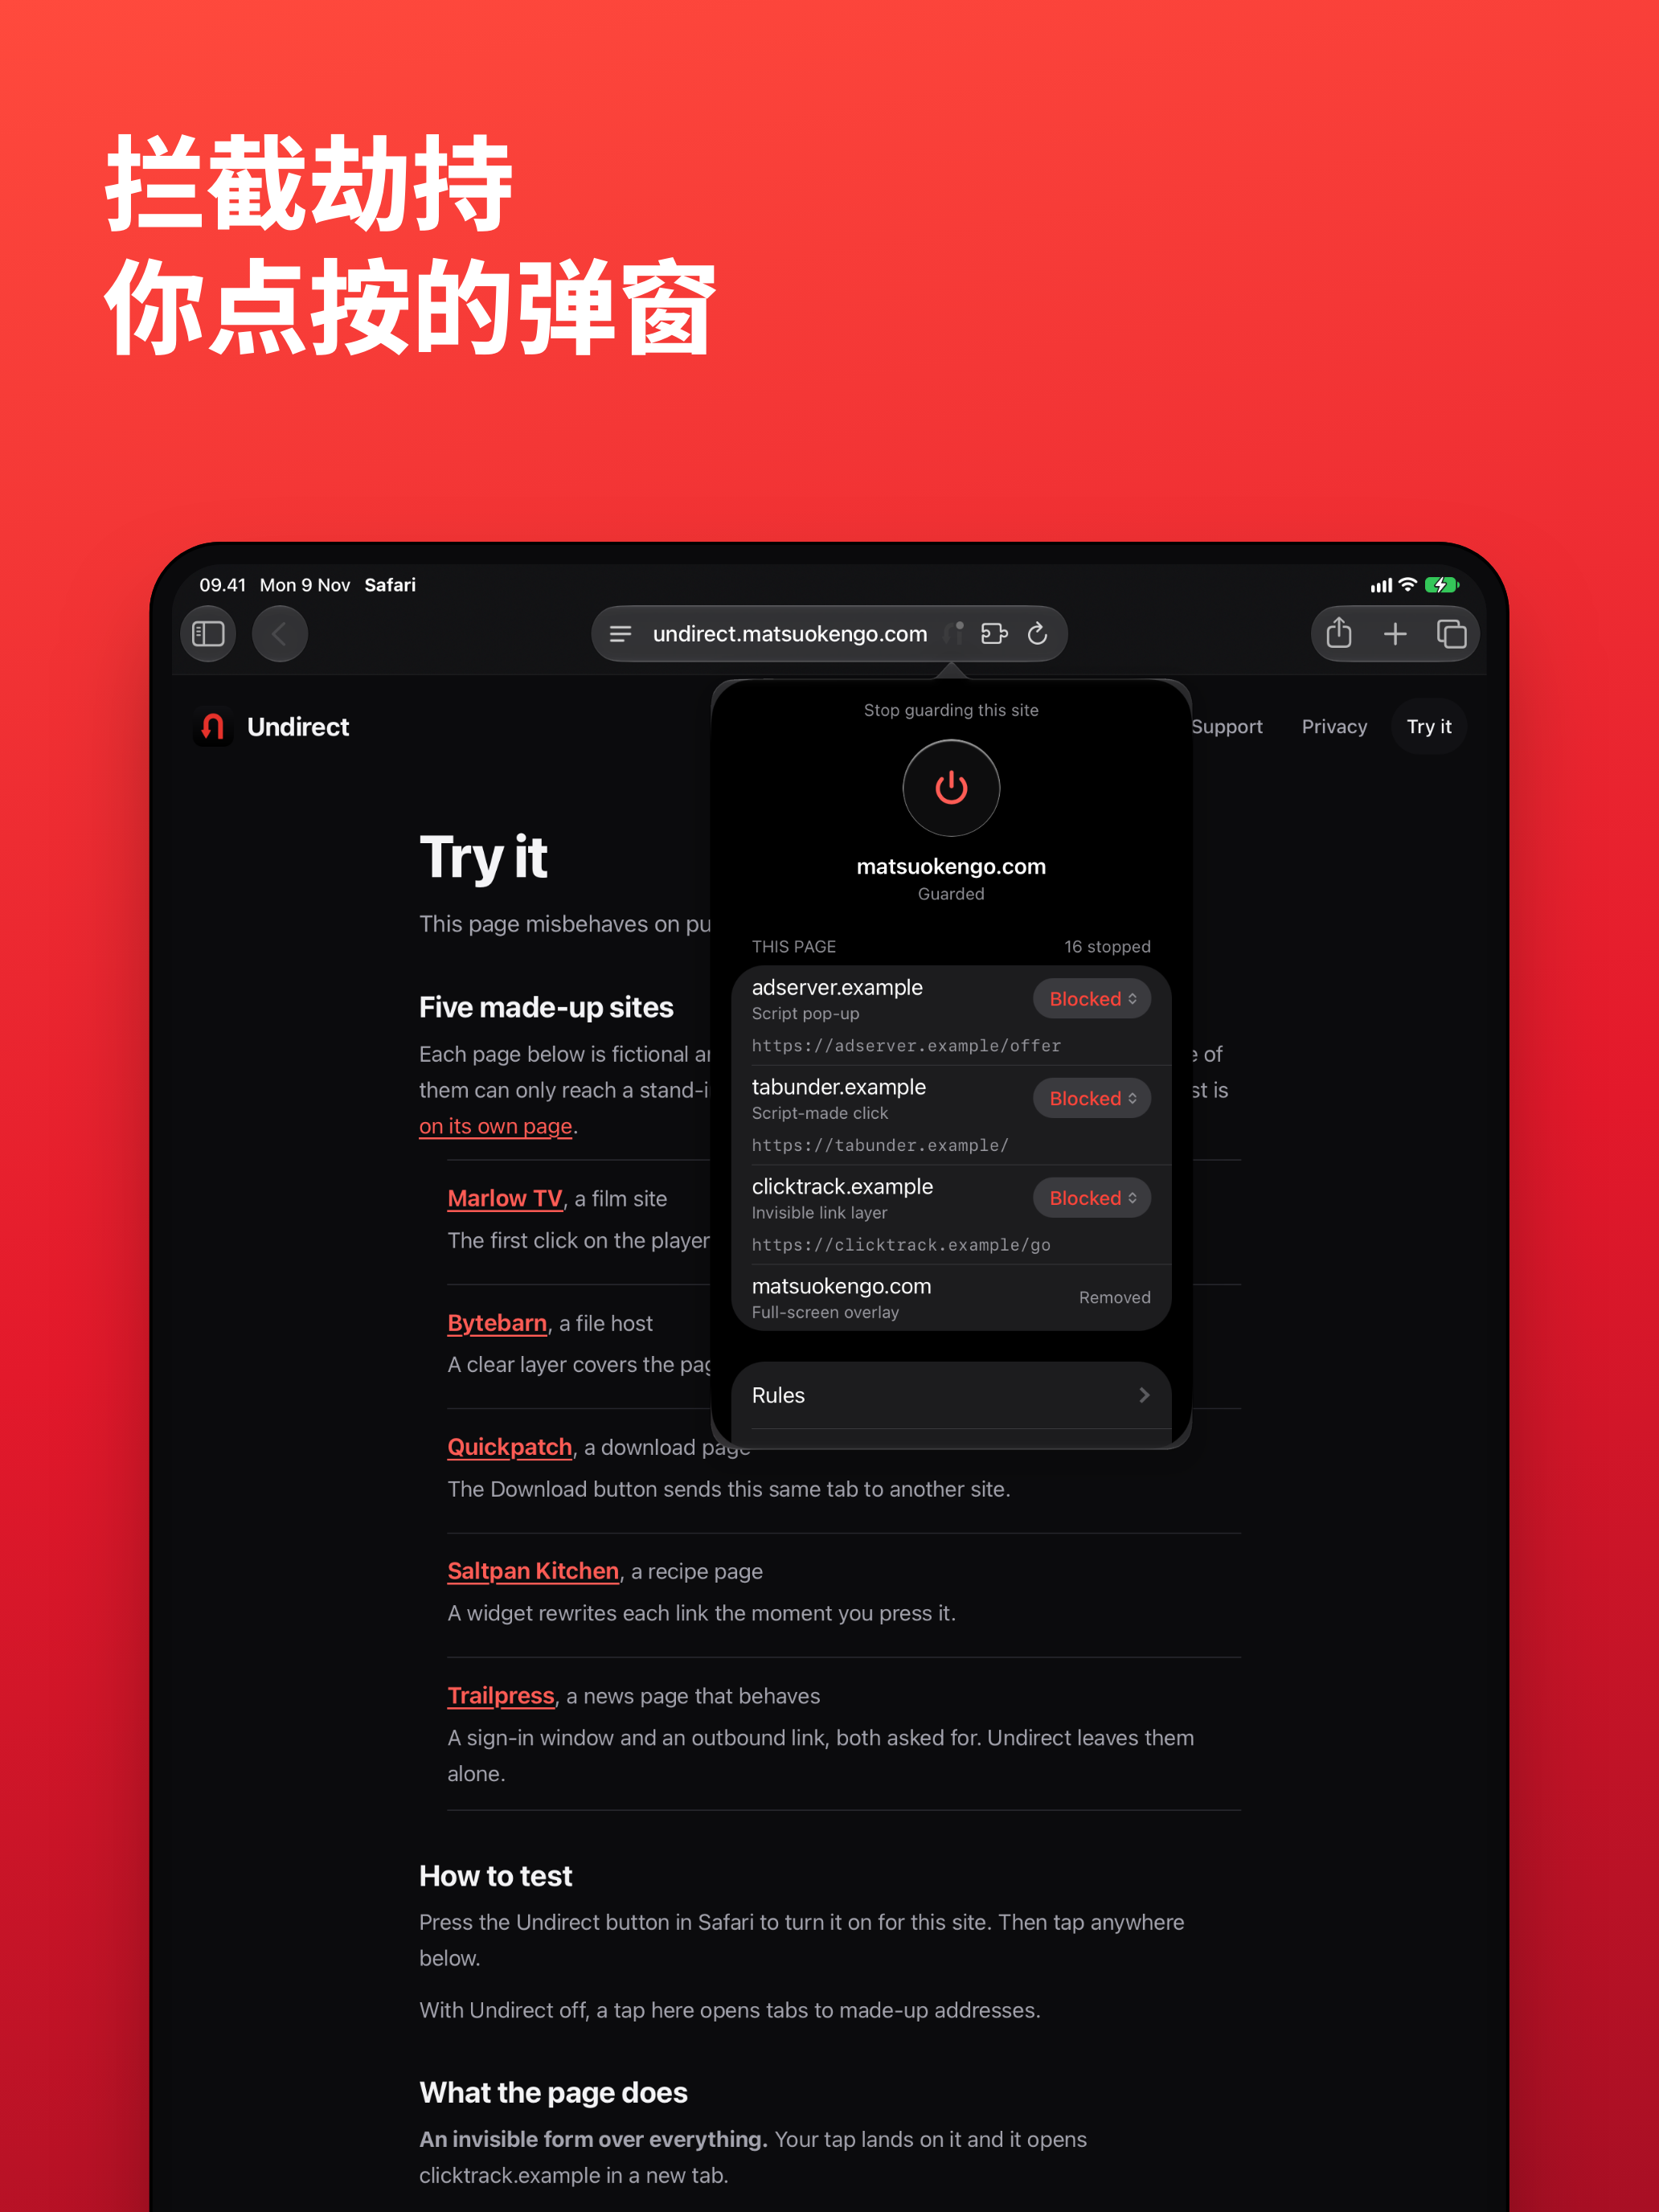 拦截劫持
你点按的弹窗
09.41 Mon 9 Nov Safari
undirect.matsuokengo.com
Undirect
Support Privacy Try it
Stop guarding this site
matsuokengo.com
Guarded
THIS PAGE 16 stopped
adserver.example Blocked
Script pop-up
https://adserver.example/offer
tabunder.example Blocked
Script-made click
https://tabunder.example/
clicktrack.example Blocked
Invisible link layer
https://clicktrack.example/go
matsuokengo.com Removed
Full-screen overlay
Rules
Try it
This page misbehaves on
Five made-up sites
Each page below is fictional of
them can only reach a is
on its own page.
Marlow TV, a film site
The first click on the player
Bytebarn, a file host
A clear layer covers the
Quickpatch, a download page
The Download button sends this same tab to another site.
Saltpan Kitchen, a recipe page
A widget rewrites each link the moment you press it.
Trailpress, a news page that behaves
A sign-in window and an outbound link, both asked for. Undirect leaves them
alone.
How to test
Press the Undirect button in Safari to turn it on for this site. Then tap anywhere
below.
With Undirect off, a tap here opens tabs to made-up addresses.
What the page does
An invisible form over everything. Your tap lands on it and it opens
clicktrack.example in a new tab.